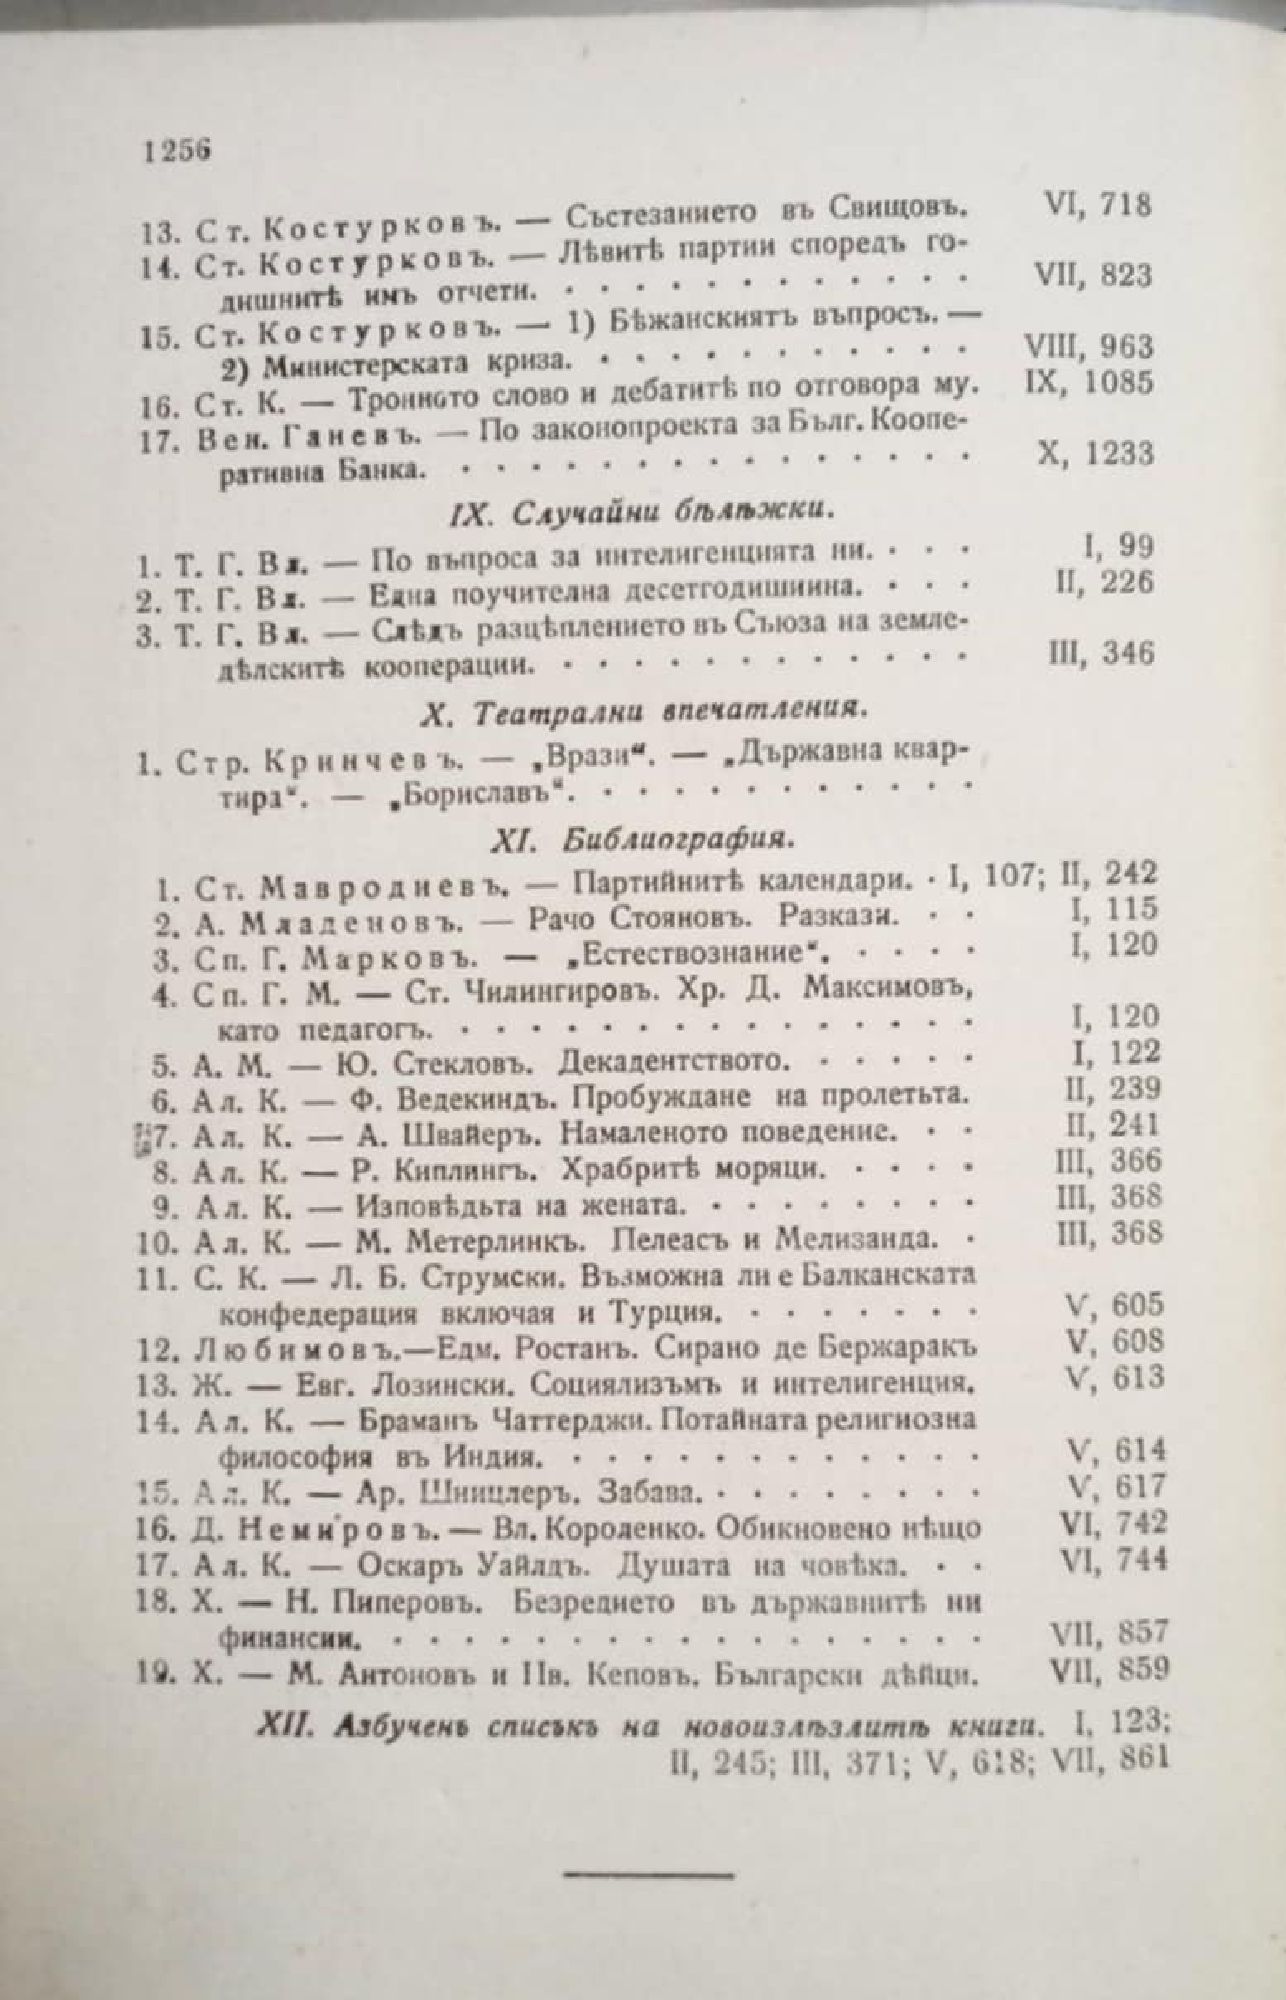 1256
13. Ст. Костурковъ. — Състезанието въ Свищовъ. VI, 718
14. Ст. Костурковъ. — Лѣвитѣ партии споредъ го-
дишнитѣ имъ отчети. . . . . . . . . . . . . VII, 823
15. Ст. Костурковъ. — 1) Бѣжанскиятъ въпросъ. —
2) Министерската криза. . . . . . . . . . . . VIII, 963
16. Ст. К. — Тронното слово и дебатитѣ по отговора му. IX, 1085
17. Вен. Ганевъ. — По законопроекта за Бълг. Коопе-
ративна Банка. . . . . . . . . . . . . . . . X, 1233
IX. Случайни бѣлѣжки.
1. Т. Г. Вл. — По въпроса за интелигенцията ни. . . . I, 99
2. Т. Г. Вл. — Една поучителна десетгодишнина. . . . II, 226
3. Т. Г. Вл. — Слѣдъ разцѣплението въ Съюза на земле-
дѣлскитѣ кооперации. . . . . . . . . . . . . III, 346
X. Театрални впечатления.
1. Стр. Кринчевъ. — „Врази“. — „Държавна квар-
тира“. — „Бориславъ“. . . . . . . . . . . .
XI. Библиография.
1. Ст. Мавродиевъ. — Партийнитѣ календари. . I, 107; II, 242
2. А. Младеновъ. — Рачо Стояновъ. Разкази. . . I, 115
3. Сп. Г. Марковъ. — „Естествознание“. . . . . I, 120
4. Сп. Г. М. — Ст. Чилингировъ. Хр. Д. Максимовъ,
като педагогъ. . . . . . . . . . . . . . . . I, 120
5. А. М. — Ю. Стекловъ. Декадентството. . . . . . I, 122
6. Ал. К. — Ф. Ведекиндъ. Пробуждане на пролетьта. II, 239
7. Ал. К. — А. Швайеръ. Намаленото поведение. . . II, 241
8. Ал. К. — Р. Киплингъ. Храбритѣ моряци. . . . . III, 366
9. Ал. К. — Изповѣдьта на жената. . . . . . . . . III, 368
10. Ал. К. — М. Метерлинкъ. Пелеасъ и Мелизанда. . III, 368
11. С. К. — Л. Б. Струмски. Възможна ли е Балканската
конфедерация включая и Турция. . . . . . . . V, 605
12. Любимовъ.—Едм. Ростанъ. Сирано де Бержаракъ V, 608
13. Ж. — Евг. Лозински. Социялизъмъ и интелигенция. V, 613
14. Ал. К. — Браманъ Чаттерджи. Потайната религиозна
философия въ Индия. . . . . . . . . . . . . V, 614
15. Ал. К. — Ар. Шницлеръ. Забава. . . . . . . . . V, 617
16. Д. Немировъ. — Вл. Короленко. Обикновено нѣщо VI, 742
17. Ал. К. — Оскаръ Уайлдъ. Душата на човѣка. . . VI, 744
18. Х. — Н. Пиперовъ. Безредието въ държавнитѣ ни
финансии. . . . . . . . . . . . . . . . . . VII, 857
19. Х. — М. Антоновъ и Ив. Кеповъ. Български дѣйци. VII, 859
XII. Азбученъ списъкъ на новоизлѣзлитѣ книги. I, 123;
II, 245; III, 371; V, 618; VII, 861